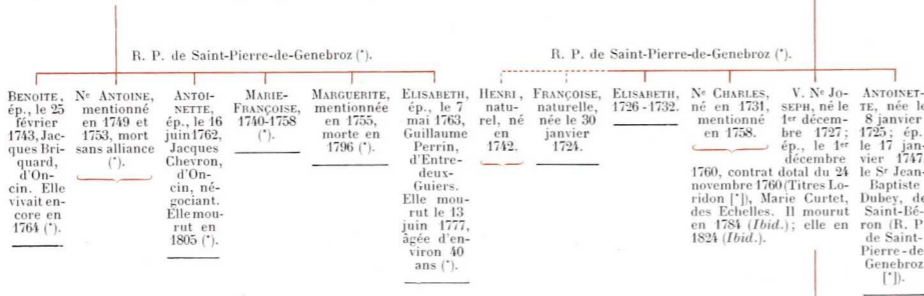 R. P. de Saint-Pierre-de-Genebroz (*).
BENOITE,
ép., le 25
février
1743, Jac-
ques Bri-
quard,
d'On-
cin. Elle
vivait en-
core en
1764 (*).
Nᵉ ANTOINE,
mentionné
en 1749 et
1753, mort
sans alliance
(*).
ANTOI-
NETTE,
ép., le 16
juin 1762,
Jacques
Chevron,
d'On-
cin, né-
gociant.
Elle mou-
rut en
1805 (*).
MARIE-
FRANÇOISE,
1740-1758
(*).
MARGUERITE,
mentionnée
en 1755,
morte en
1796 (*).
ELISABETH,
ép., le 7
mai 1763,
Guillaume
Perrin,
d'Entre-
deux-
Guiers.
Elle mou-
rut le 13
juin 1777,
âgée d'en-
viron 40
ans (*).
R. P. de Saint-Pierre-de-Genebroz (*).
HENRI,
natu-
rel, né
en
1742.
FRANÇOISE,
naturelle,
née le 30
janvier
1724.
ELISABETH,
1726-1732.
Nᵉ CHARLES,
né en 1731,
mentionné
en 1758.
V. Nᵉ JO-
SEPH, né le
1ᵉʳ décem-
bre 1727;
ép., le 1ᵉʳ
décembre
1760, contrat dotal du 24
novembre 1760 (Titres Lo-
ridon [*]), Marie Curtet,
des Echelles. Il mourut
en 1784 (Ibid.); elle en
1824 (Ibid.).
ANTOINET-
TE, née le
8 janvier
1725; ép.,
le 17 jan-
vier 1747,
le Sʳ Jean-
Baptiste
Dubey, de
Saint-Bé-
ron (R. P.
de Saint-
Pierre-de-
Genebroz
[*]).